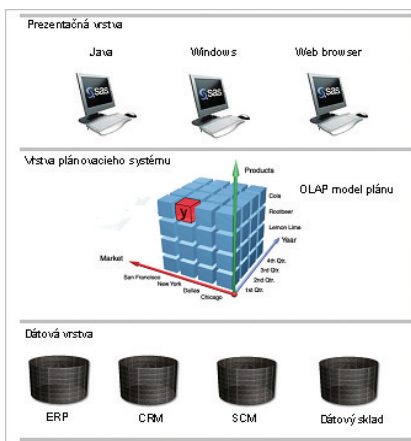 Prezentačná vrstva
Java Windows Web browser
sas sas sas
Vrstva plánovacieho systému
Products
OLAP model plánu
Cola
Rootbeer
Lemon Lime
y
Year
Market
4th Qtr.
3rd Qtr.
2nd Qtr.
1st Qtr.
San Francisco
New York
Dallas
Chicago
Dátová vrstva
ERP CRM SCM Dátový sklad